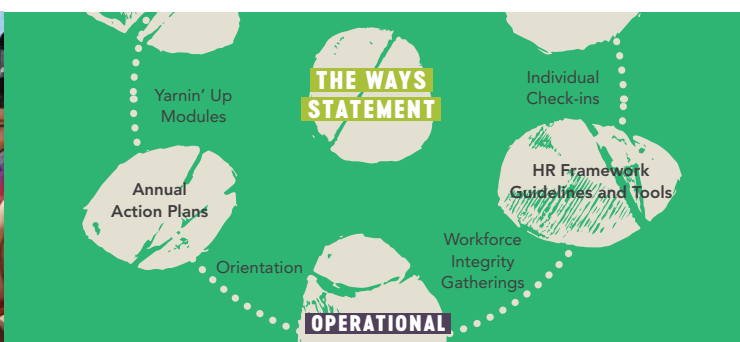 THE WAYS
STATEMENT
Individual
Check-ins
Yarnin' Up
Modules
HR Framework
Guidelines and Tools
Annual
Action Plans
Workforce
Integrity
Gatherings
Orientation
OPERATIONAL